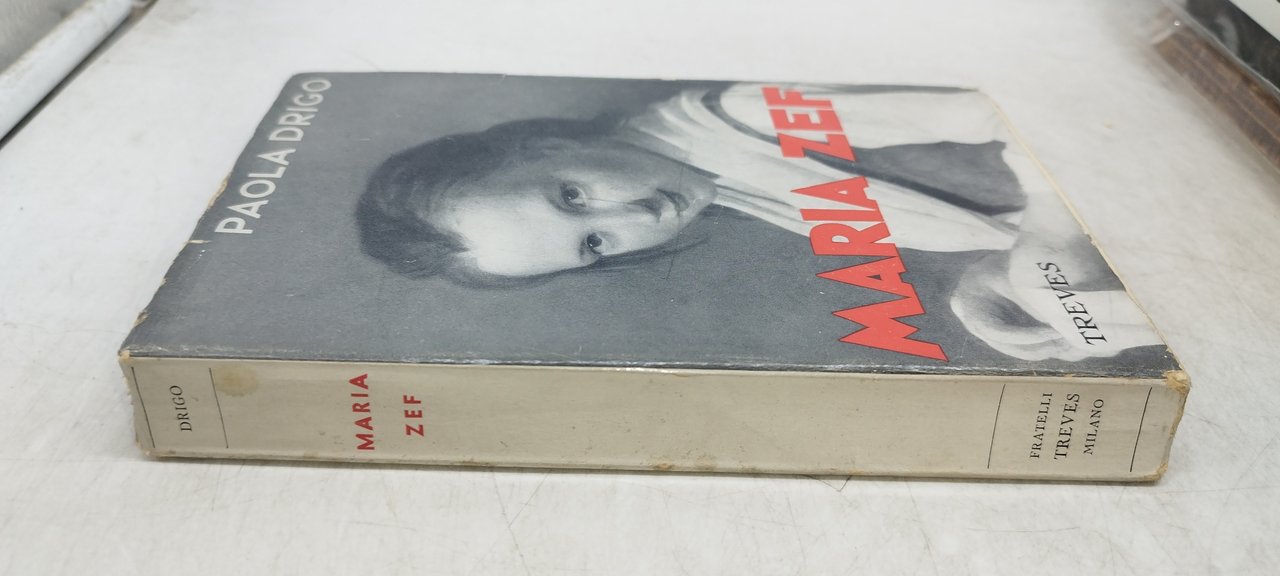 PAOLA DRIGO
MARIA ZEF
TREVES
DRIGO
MARIA
ZEF
FRATELLI
TREVES
MILANO